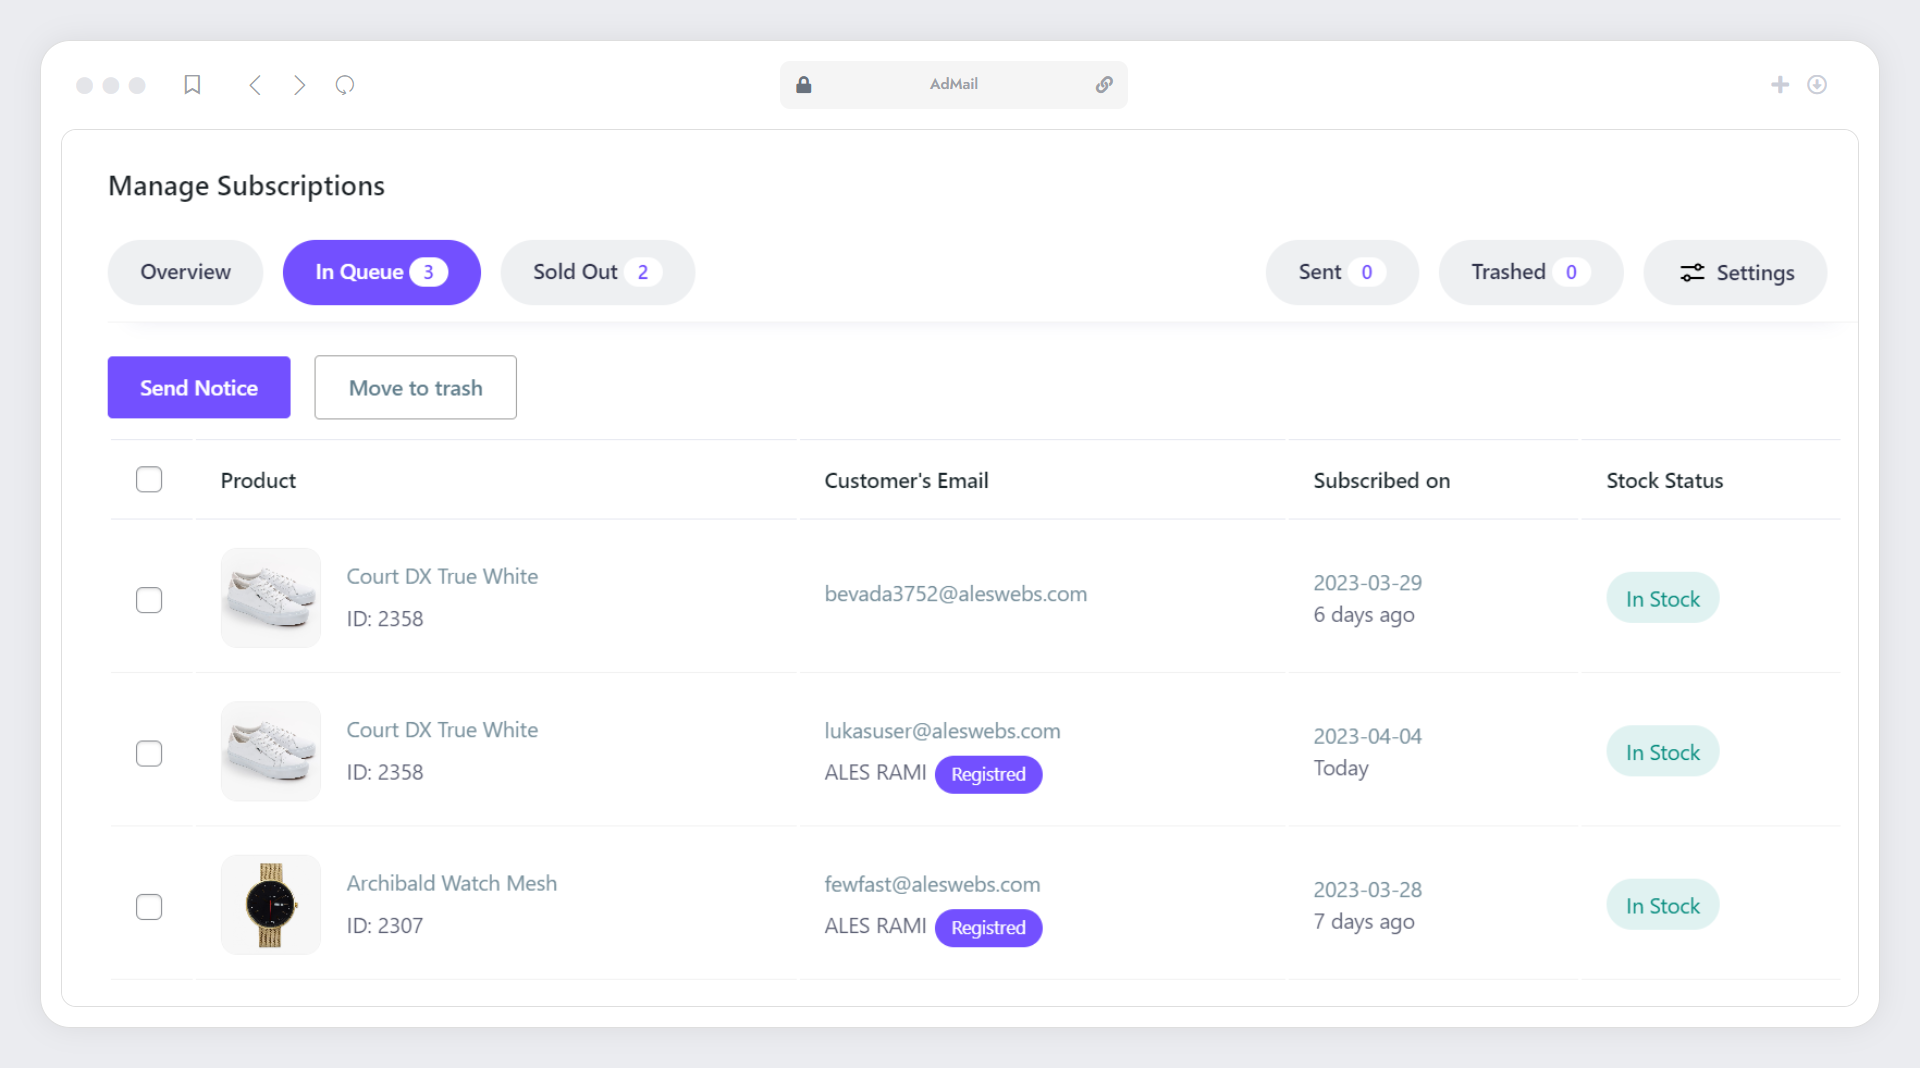 AdMail
Manage Subscriptions
Overview
In Queue 3
Sold Out 2
Sent 0
Trashed 0
Settings
Send Notice
Move to trash
Product
Customer's Email
Subscribed on
Stock Status
Court DX True White
ID: 2358
bevada3752@aleswebs.com
2023-03-29
6 days ago
In Stock
Court DX True White
ID: 2358
lukasuser@aleswebs.com
ALES RAMI Registred
2023-04-04
Today
In Stock
Archibald Watch Mesh
ID: 2307
fewfast@aleswebs.com
ALES RAMI Registred
2023-03-28
7 days ago
In Stock